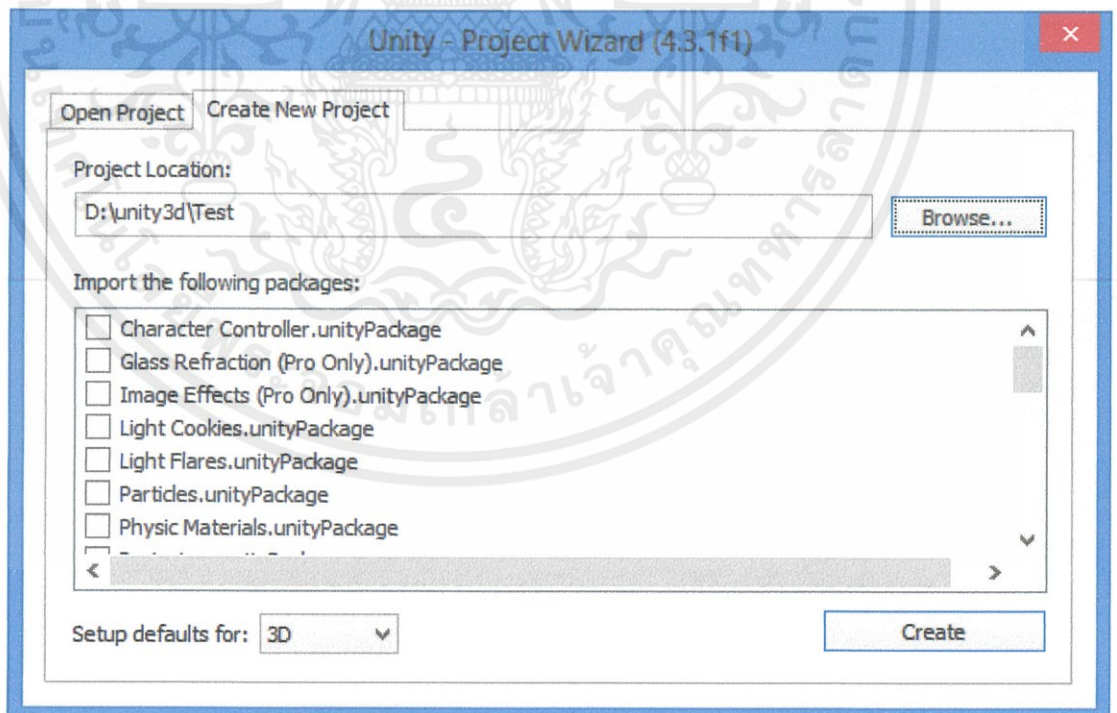 Unity - Project Wizard (4.3.1f1)
Open Project
Create New Project
Project Location:
D:\unity3d\Test
Browse...
Import the following packages:
Character Controller.unityPackage
Glass Refraction (Pro Only).unityPackage
Image Effects (Pro Only).unityPackage
Light Cookies.unityPackage
Light Flares.unityPackage
Particles.unityPackage
Physic Materials.unityPackage
Setup defaults for:
3D
Create